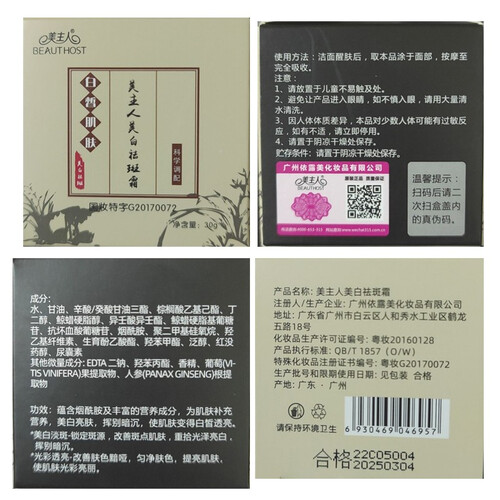 美主人
BEAUTHOST
白皙肌肤
美主人美白祛斑霜
科学调配
国妆特字G20170072
净含量：30g
使用方法：洁面醒肤后，取本品涂于面部，按摩至
完全吸收。
注意：
1、请放置于儿童不易触及处。
2、避免让产品进入眼睛，如不慎入眼，请用大量清
水清洗。
3、因人体体质差异，本品对少数人体可能有过敏反
应，如有不适，请立即停用。
4、请置于阴凉干燥处保存。
贮存条件：请置于阴凉干燥处保存。
广州依露美化妆品有限公司
美主人
BEAUTHOST
原装正品 质量保证
温馨提示：
扫码后请二
次扫盒盖内
的真伪码。
成分：
水、甘油、辛酸/癸酸甘油三酯、棕榈酸乙基己酯、丁
二醇、鲸蜡硬脂醇、异壬酸异壬酯、鲸蜡硬脂基葡糖
苷、抗坏血酸葡糖苷、烟酰胺、聚二甲基硅氧烷、羟
乙基纤维素、生育酚乙酸酯、羟苯甲酯、泛醇、红没
药醇、尿囊素
其他微量成分：EDTA 二钠、羟苯丙酯、香精、葡萄(VI-
TIS VINIFERA)果提取物、人参(PANAX GINSENG)根提
取物
功效：蕴含烟酰胺及丰富的营养成分，为肌肤补充
营养，美白亮肤，挥别暗沉，使肌肤变得白皙透亮。
*美白淡斑-锁定斑源，改善斑点肌肤，重拾光泽亮白，
挥别暗沉。
*光彩透亮-改善肤色黯哑，匀净肤色，提亮肌肤，
使肌肤光彩亮丽。
产品名称：美主人美白祛斑霜
注册人/生产企业：广州依露美化妆品有限公司
地址：广东省广州市白云区人和秀水工业区鹤龙
五路18号
化妆品生产许可证编号：粤妆20160128
产品执行标准号：QB/T 1857（O/W）
特殊化妆品注册证书编号：国妆特字G20170072
生产批号和限期使用日期：见包装 合格
产地：广东·广州
请保持环境卫生
6930469046957
合格 22C05004
20250304